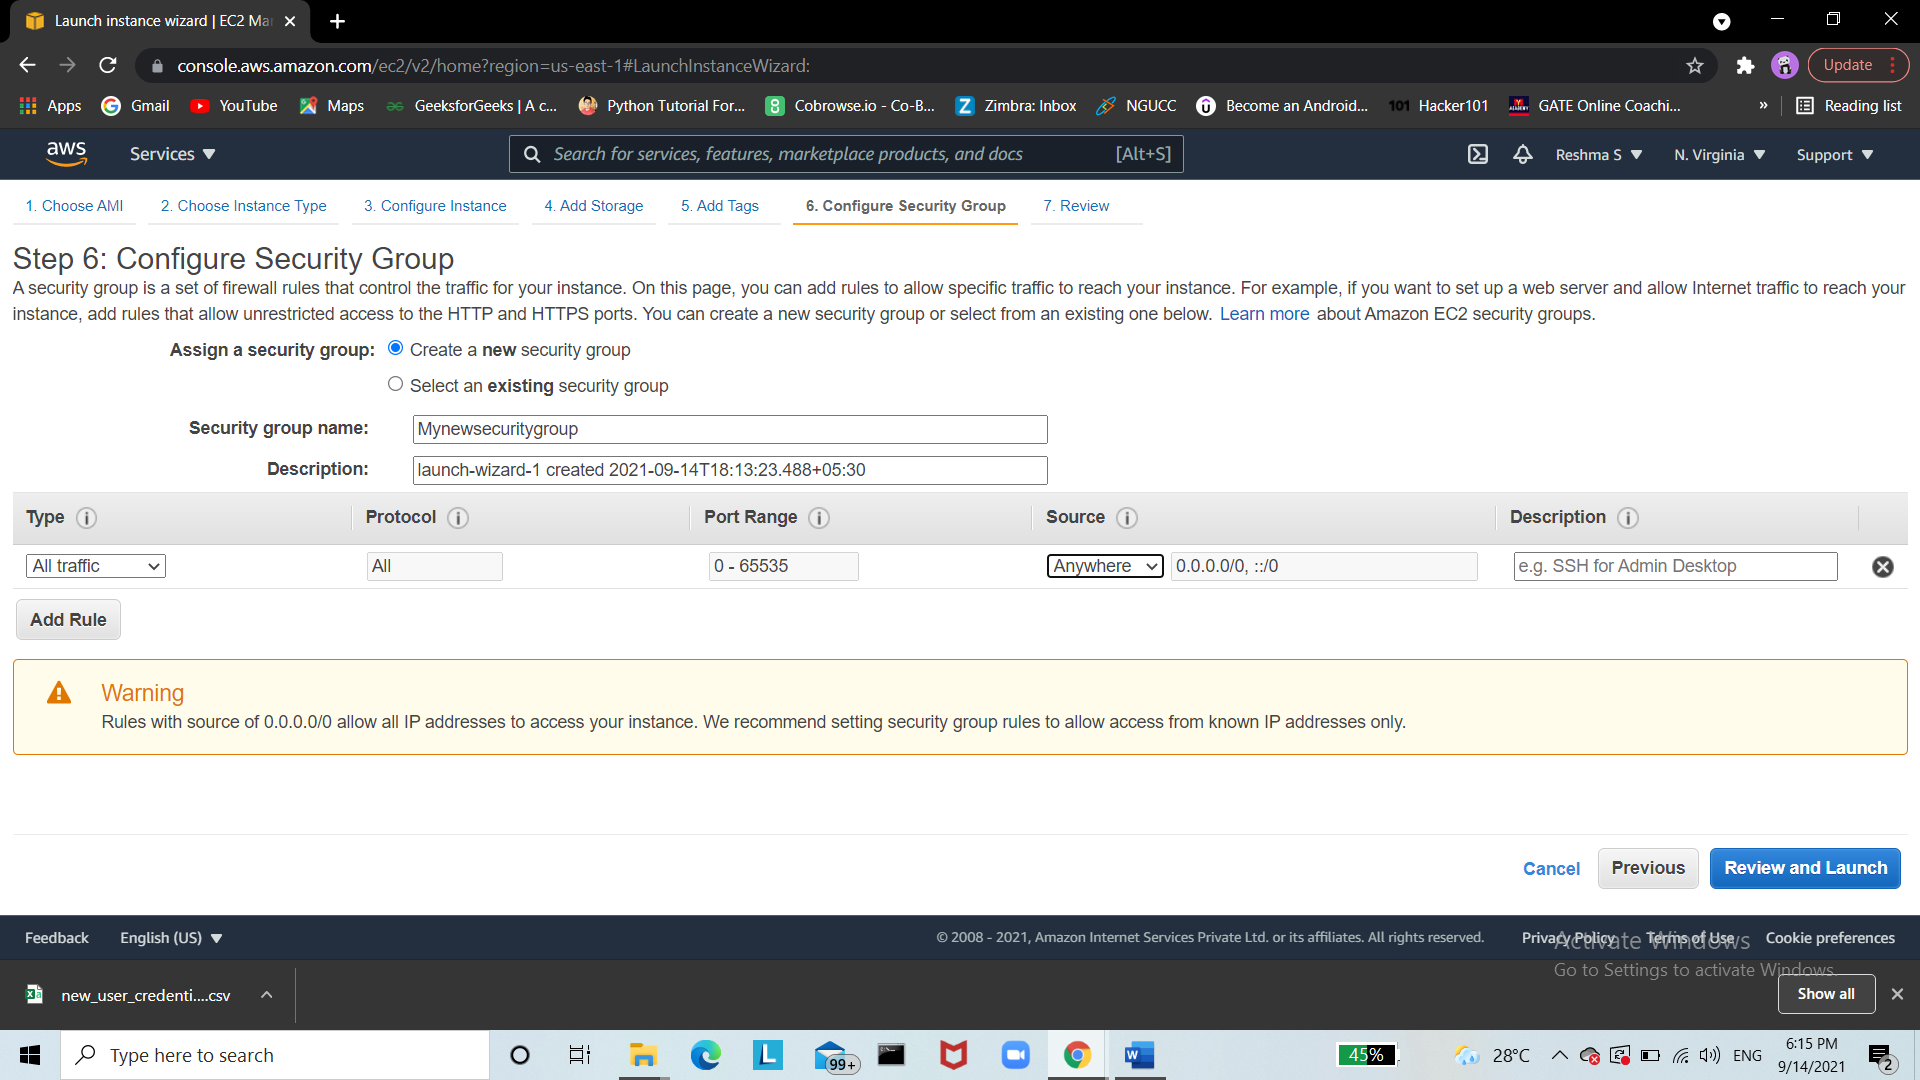 Launch instance wizard | EC2 Ma
console.aws.amazon.com/ec2/v2/home?region=us-east-1#LaunchInstanceWizard:
Update
Apps
Gmail
YouTube
Maps
GeeksforGeeks | A c...
Python Tutorial For...
Cobrowse.io - Co-B...
Zimbra: Inbox
NGUCC
Become an Android...
101 Hacker101
GATE Online Coachi...
»
Reading list
aws
Services
Search for services, features, marketplace products, and docs
[Alt+S]
Reshma S
N. Virginia
Support
1. Choose AMI
2. Choose Instance Type
3. Configure Instance
4. Add Storage
5. Add Tags
6. Configure Security Group
7. Review
Step 6: Configure Security Group
A security group is a set of firewall rules that control the traffic for your instance. On this page, you can add rules to allow specific traffic to reach your instance. For example, if you want to set up a web server and allow Internet traffic to reach your
instance, add rules that allow unrestricted access to the HTTP and HTTPS ports. You can create a new security group or select from an existing one below. Learn more about Amazon EC2 security groups.
Assign a security group:
Create a new security group
Select an existing security group
Security group name:
Mynewsecuritygroup
Description:
launch-wizard-1 created 2021-09-14T18:13:23.488+05:30
Type
Protocol
Port Range
Source
Description
All traffic
All
0 - 65535
Anywhere
0.0.0.0/0, ::/0
e.g. SSH for Admin Desktop
Add Rule
Warning
Rules with source of 0.0.0.0/0 allow all IP addresses to access your instance. We recommend setting security group rules to allow access from known IP addresses only.
Cancel
Previous
Review and Launch
Feedback
English (US)
© 2008 - 2021, Amazon Internet Services Private Ltd. or its affiliates. All rights reserved.
Privacy Policy
Terms of Use
Cookie preferences
Activate Windows
Go to Settings to activate Windows.
new_user_credenti....csv
Show all
Type here to search
99+
45%
28°C
ENG
6:15 PM
9/14/2021
2